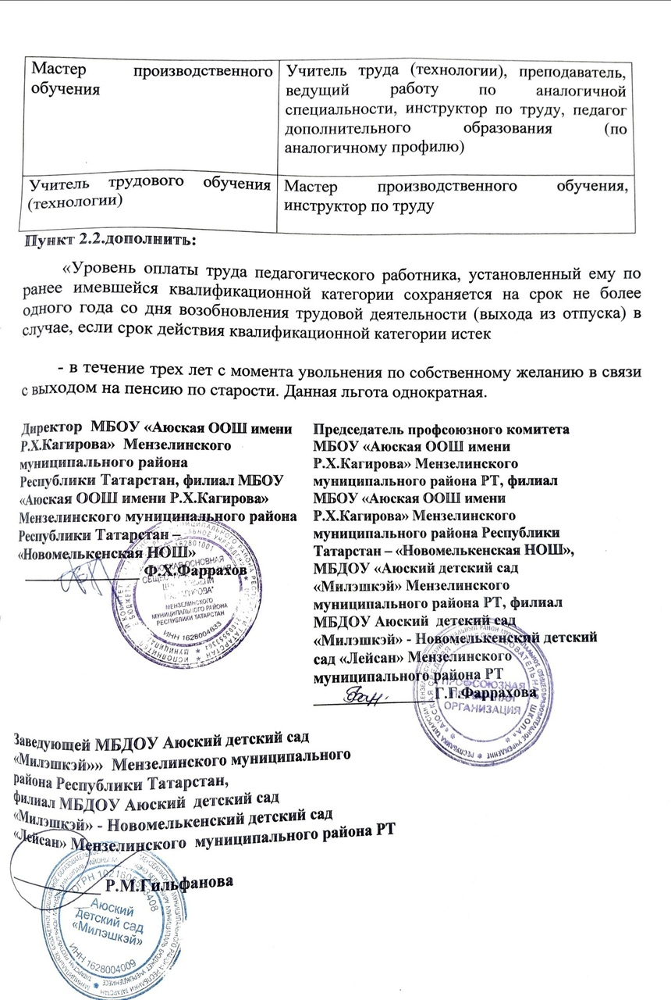 Мастер производственного
обучения
Учитель труда (технологии), преподаватель,
ведущий работу по аналогичной
специальности, инструктор по труду, педагог
дополнительного образования (по
аналогичному профилю)
Учитель трудового обучения
(технологии)
Мастер производственного обучения,
инструктор по труду
Пункт 2.2.дополнить:
«Уровень оплаты труда педагогического работника, установленный ему по
ранее имевшейся квалификационной категории сохраняется на срок не более
одного года со дня возобновления трудовой деятельности (выхода из отпуска) в
случае, если срок действия квалификационной категории истек
- в течение трех лет с момента увольнения по собственному желанию в связи
с выходом на пенсию по старости. Данная льгота однократная.
Директор МБОУ «Аюская ООШ имени
Р.Х.Кагирова» Мензелинского
муниципального района
Республики Татарстан, филиал МБОУ
«Аюская ООШ имени Р.Х.Кагирова»
Мензелинского муниципального района
Республики Татарстан –
«Новомелькенская НОШ»
Ф.Х.Фаррахов
МЕНЗЕЛИНСКОГО
МУНИЦИПАЛЬНОГО РАЙОНА
РЕСПУБЛИКИ ТАТАРСТАН
ИНН 1628004633
Председатель профсоюзного комитета
МБОУ «Аюская ООШ имени
Р.Х.Кагирова» Мензелинского
муниципального района РТ, филиал
МБОУ «Аюская ООШ имени
Р.Х.Кагирова» Мензелинского
муниципального района Республики
Татарстан – «Новомелькенская НОШ»,
МБДОУ «Аюский детский сад
«Милэшкэй» Мензелинского
муниципального района РТ, филиал
МБДОУ Аюский детский сад
«Милэшкэй» - Новомелькенский детский
сад «Лейсан» Мензелинского
муниципального района РТ
Г.Г.Фаррахова
ПРОФСОЮЗНАЯ
ОРГАНИЗАЦИЯ
Заведующей МБДОУ Аюский детский сад
«Милэшкэй»» Мензелинского муниципального
района Республики Татарстан,
филиал МБДОУ Аюский детский сад
«Милэшкэй» - Новомелькенский детский сад
«Лейсан» Мензелинского муниципального района РТ
Р.М.Гильфанова
Аюский
детский сад
«Милэшкэй»
ИНН 1628004009